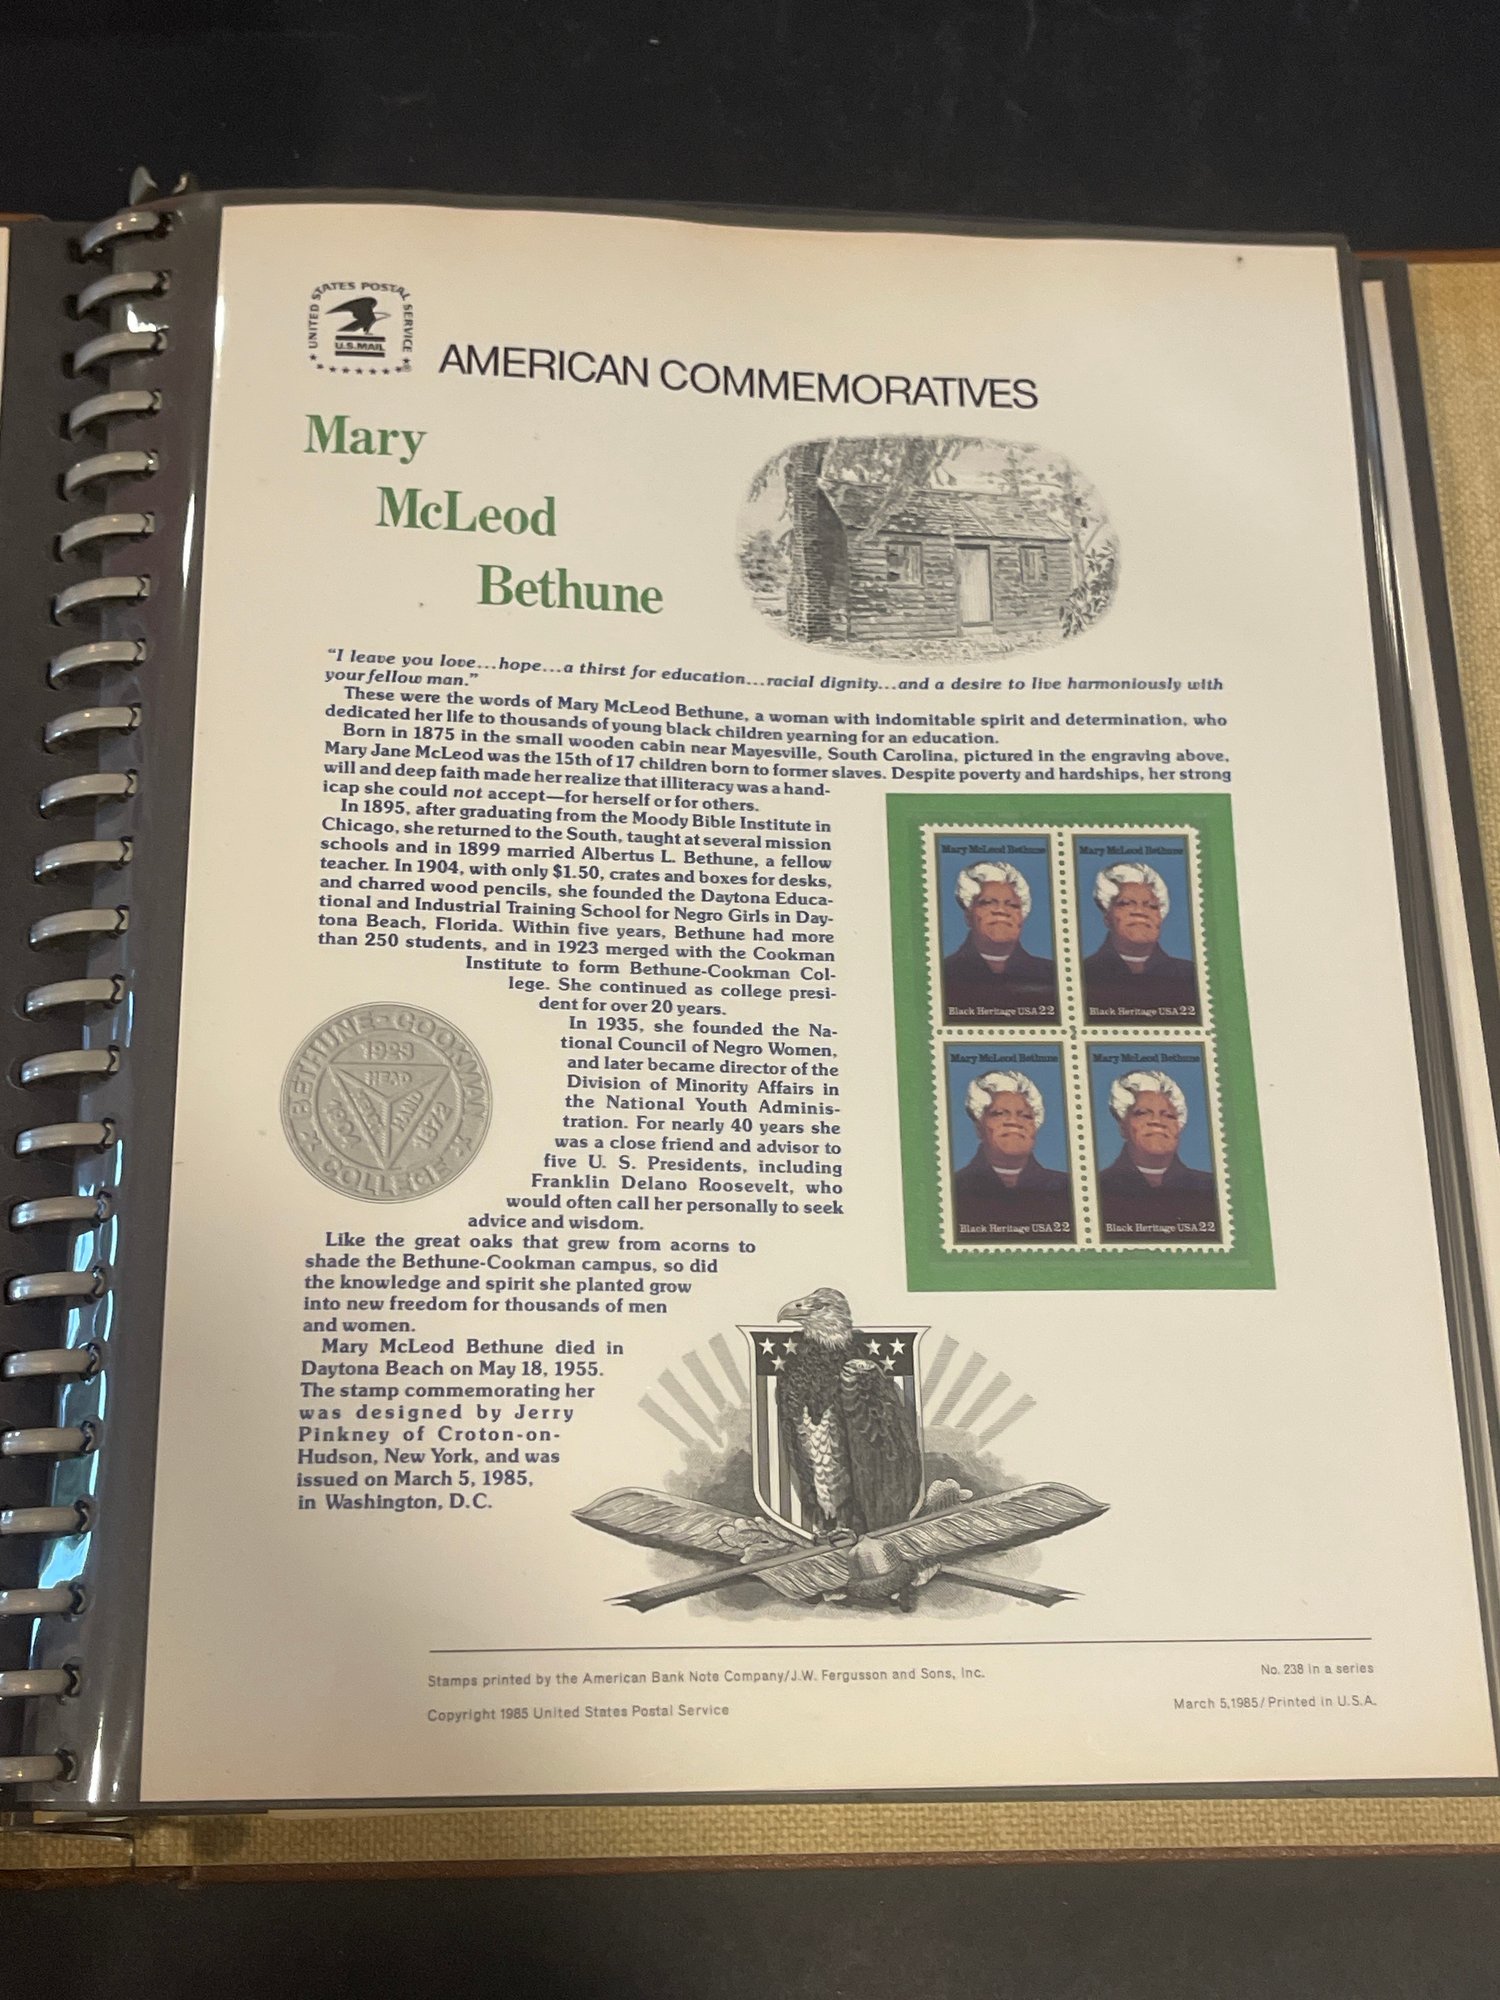 UNITED STATES POSTAL SERVICE
U.S.MAIL
AMERICAN COMMEMORATIVES
Mary
McLeod
Bethune
“I leave you love...hope...a thirst for education...racial dignity...and a desire to live harmoniously with
your fellow man.”
These were the words of Mary McLeod Bethune, a woman with indomitable spirit and determination, who
dedicated her life to thousands of young black children yearning for an education.
Born in 1875 in the small wooden cabin near Mayesville, South Carolina, pictured in the engraving above,
Mary Jane McLeod was the 15th of 17 children born to former slaves. Despite poverty and hardships, her strong
will and deep faith made her realize that illiteracy was a hand-
icap she could not accept—for herself or for others.
In 1895, after graduating from the Moody Bible Institute in
Chicago, she returned to the South, taught at several mission
schools and in 1899 married Albertus L. Bethune, a fellow
teacher. In 1904, with only $1.50, crates and boxes for desks,
and charred wood pencils, she founded the Daytona Educa-
tional and Industrial Training School for Negro Girls in Day-
tona Beach, Florida. Within five years, Bethune had more
than 250 students, and in 1923 merged with the Cookman
Institute to form Bethune-Cookman Col-
lege. She continued as college presi-
dent for over 20 years.
In 1935, she founded the Na-
tional Council of Negro Women,
and later became director of the
Division of Minority Affairs in
the National Youth Adminis-
tration. For nearly 40 years she
was a close friend and advisor to
five U. S. Presidents, including
Franklin Delano Roosevelt, who
would often call her personally to seek
advice and wisdom.
Like the great oaks that grew from acorns to
shade the Bethune-Cookman campus, so did
the knowledge and spirit she planted grow
into new freedom for thousands of men
and women.
Mary McLeod Bethune died in
Daytona Beach on May 18, 1955.
The stamp commemorating her
was designed by Jerry
Pinkney of Croton-on-
Hudson, New York, and was
issued on March 5, 1985,
in Washington, D.C.
BETHUNE-COOKMAN
COLLEGE
1923
HEAD
HEART
HAND
1904
1872
Mary McLeod Bethune
Black Heritage USA 22
Mary McLeod Bethune
Black Heritage USA 22
Mary McLeod Bethune
Black Heritage USA 22
Mary McLeod Bethune
Black Heritage USA 22
Stamps printed by the American Bank Note Company/J.W. Fergusson and Sons, Inc.
Copyright 1985 United States Postal Service
No. 238 in a series
March 5,1985/Printed in U.S.A.